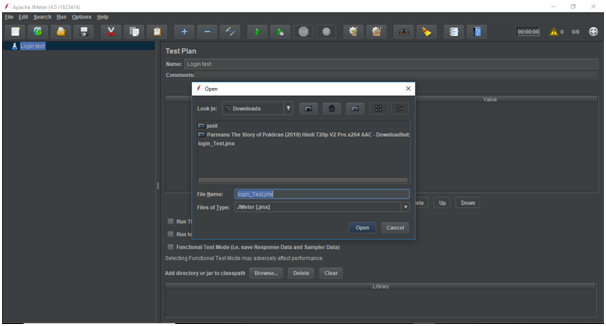 Apache JMeter (4.0 r1823414)
File Edit Search Run Options Help
00:00:00 0 0/0
Login test
Test Plan
Name: Login test
Comments:
Value
Open
Look in: Downloads
junit
Parmanu The Story of Pokhran (2018) Hindi 720p V2 Pre x264 AAC - Downloadhub
login_Test.jmx
File Name: login_Test.jmx
Files of Type: JMeter [.jmx]
Open Cancel
Up Down
Run
Run
Functional Test Mode (i.e. save Response Data and Sampler Data)
Selecting Functional Test Mode may adversely affect performance.
Add directory or jar to classpath Browse... Delete Clear
Library